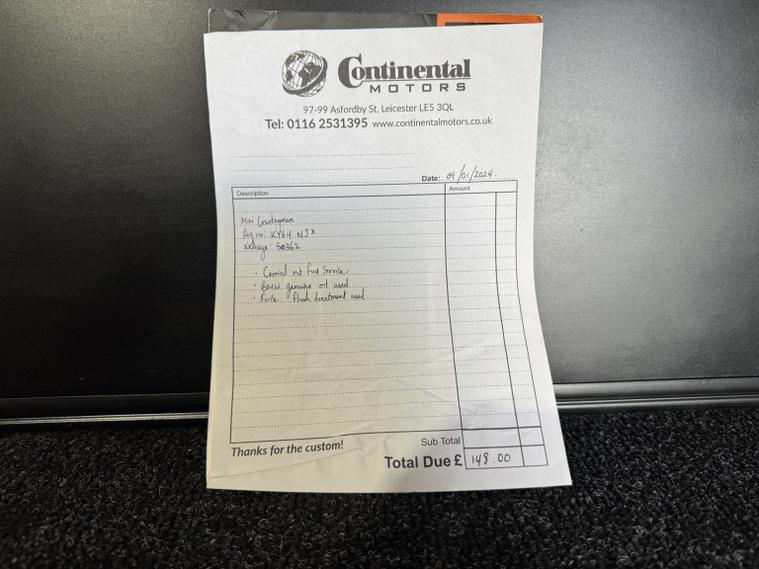 Continental
MOTORS
97-99 Asfordby St, Leicester LE5 3QL
Tel: 0116 2531395 www.continentalmotors.co.uk
Date: 09/01/2024.
Description Amount
Mini Countryman
Reg no: KY64 NJX
Mileage: 50362
• Carried out full service.
• BMW genuine oil used.
• Forte Flush treatment used.
Thanks for the custom!
Sub Total
Total Due £ 148.00